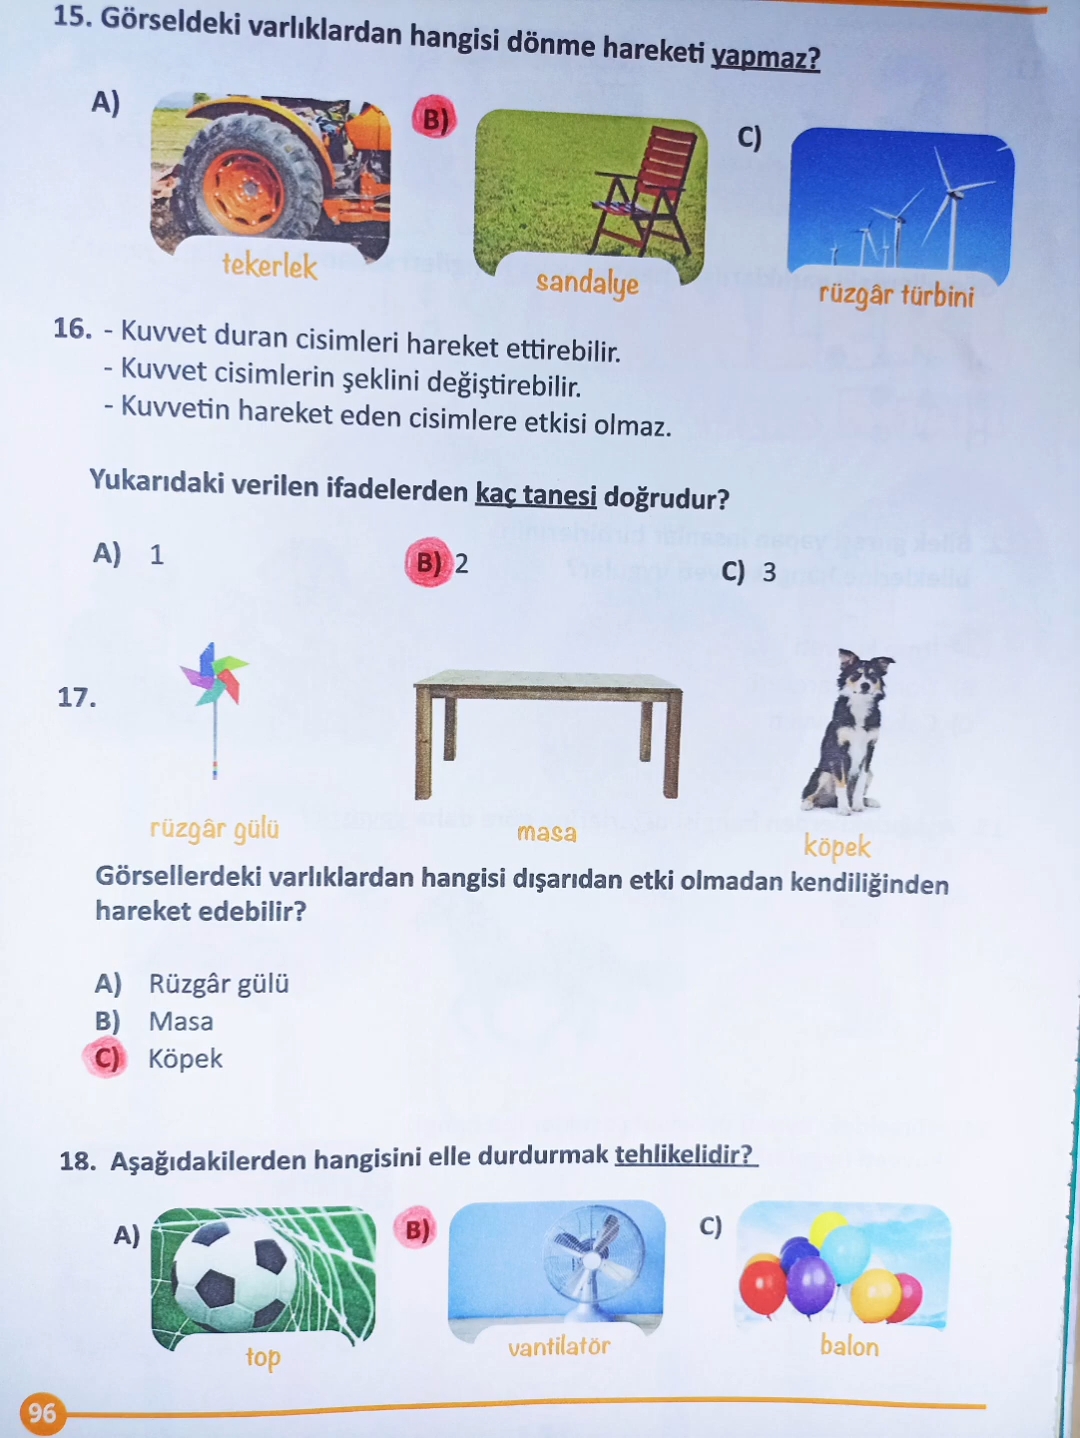 15. Görseldeki varlıklardan hangisi dönme hareketi yapmaz?
A)
B)
C)
tekerlek
sandalye
rüzgâr türbini
16. - Kuvvet duran cisimleri hareket ettirebilir.
- Kuvvet cisimlerin şeklini değiştirebilir.
- Kuvvetin hareket eden cisimlere etkisi olmaz.
Yukarıdaki verilen ifadelerden kaç tanesi doğrudur?
A) 1
B) 2
C) 3
17.
rüzgâr gülü
masa
köpek
Görsellerdeki varlıklardan hangisi dışarıdan etki olmadan kendiliğinden
hareket edebilir?
A) Rüzgâr gülü
B) Masa
C) Köpek
18. Aşağıdakilerden hangisini elle durdurmak tehlikelidir?
A)
B)
C)
top
vantilatör
balon
96